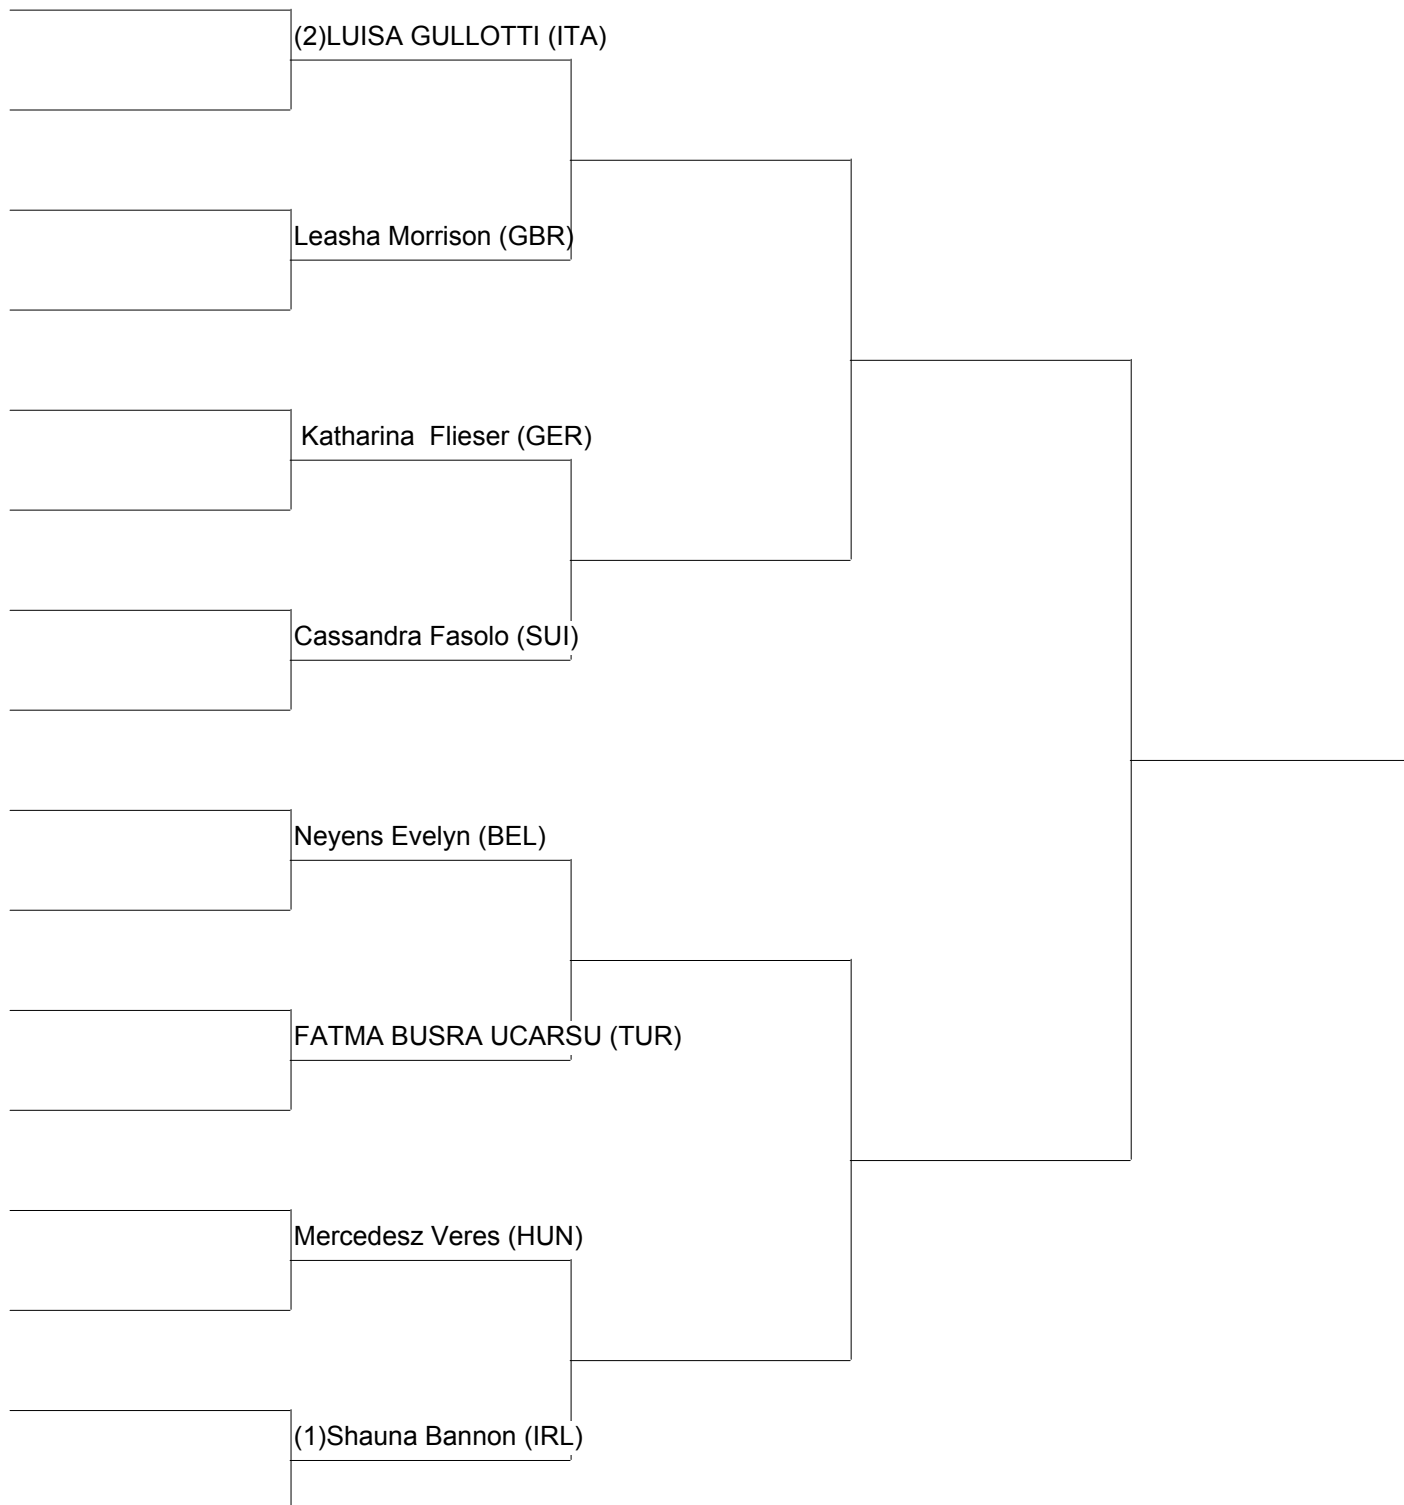 (2)LUISA GULLOTTI (ITA)
Leasha Morrison (GBR)
Katharina  Flieser (GER)
Cassandra Fasolo (SUI)
Neyens Evelyn (BEL)
FATMA BUSRA UCARSU (TUR)
Mercedesz Veres (HUN)
(1)Shauna Bannon (IRL)